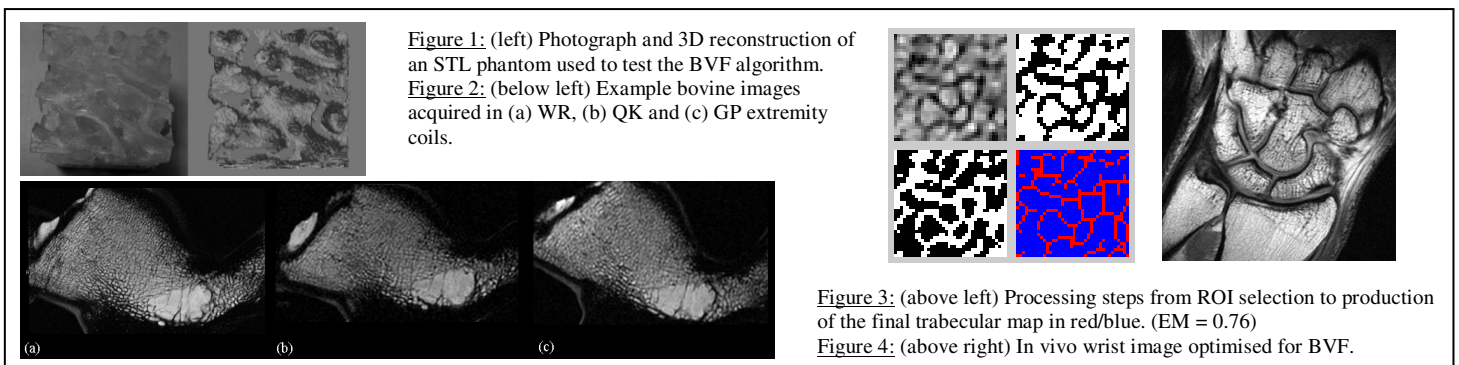 Figure 1: (left) Photograph and 3D reconstruction of
an STL phantom used to test the BVF algorithm.
Figure 2: (below left) Example bovine images
acquired in (a) WR, (b) QK and (c) GP extremity
coils.
(a)
(b)
(c)
Figure 3: (above left) Processing steps from ROI selection to production
of the final trabecular map in red/blue. (EM = 0.76)
Figure 4: (above right) In vivo wrist image optimised for BVF.